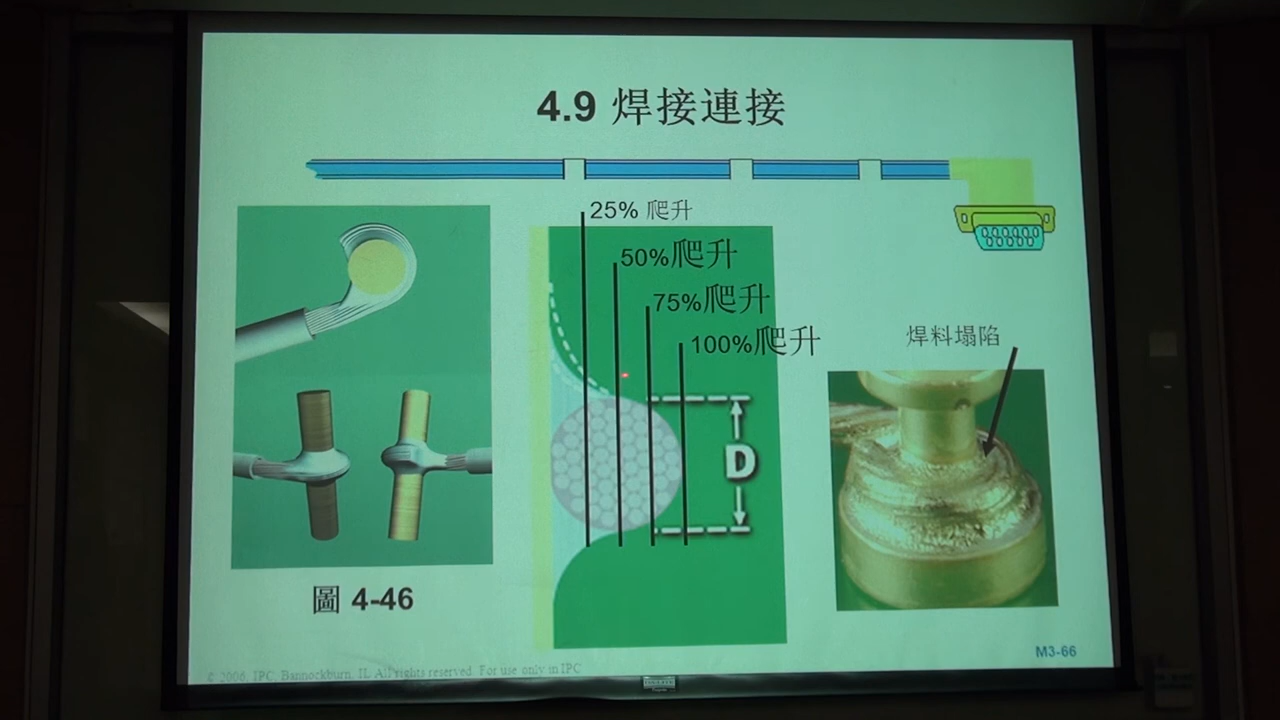 4.9 焊接連接
25% 爬升
50%爬升
75%爬升
100%爬升
焊料塌陷
D
圖 4-46
M3-66
© 2006, IPC, Bannockburn, IL All rights reserved. For use only in IPC